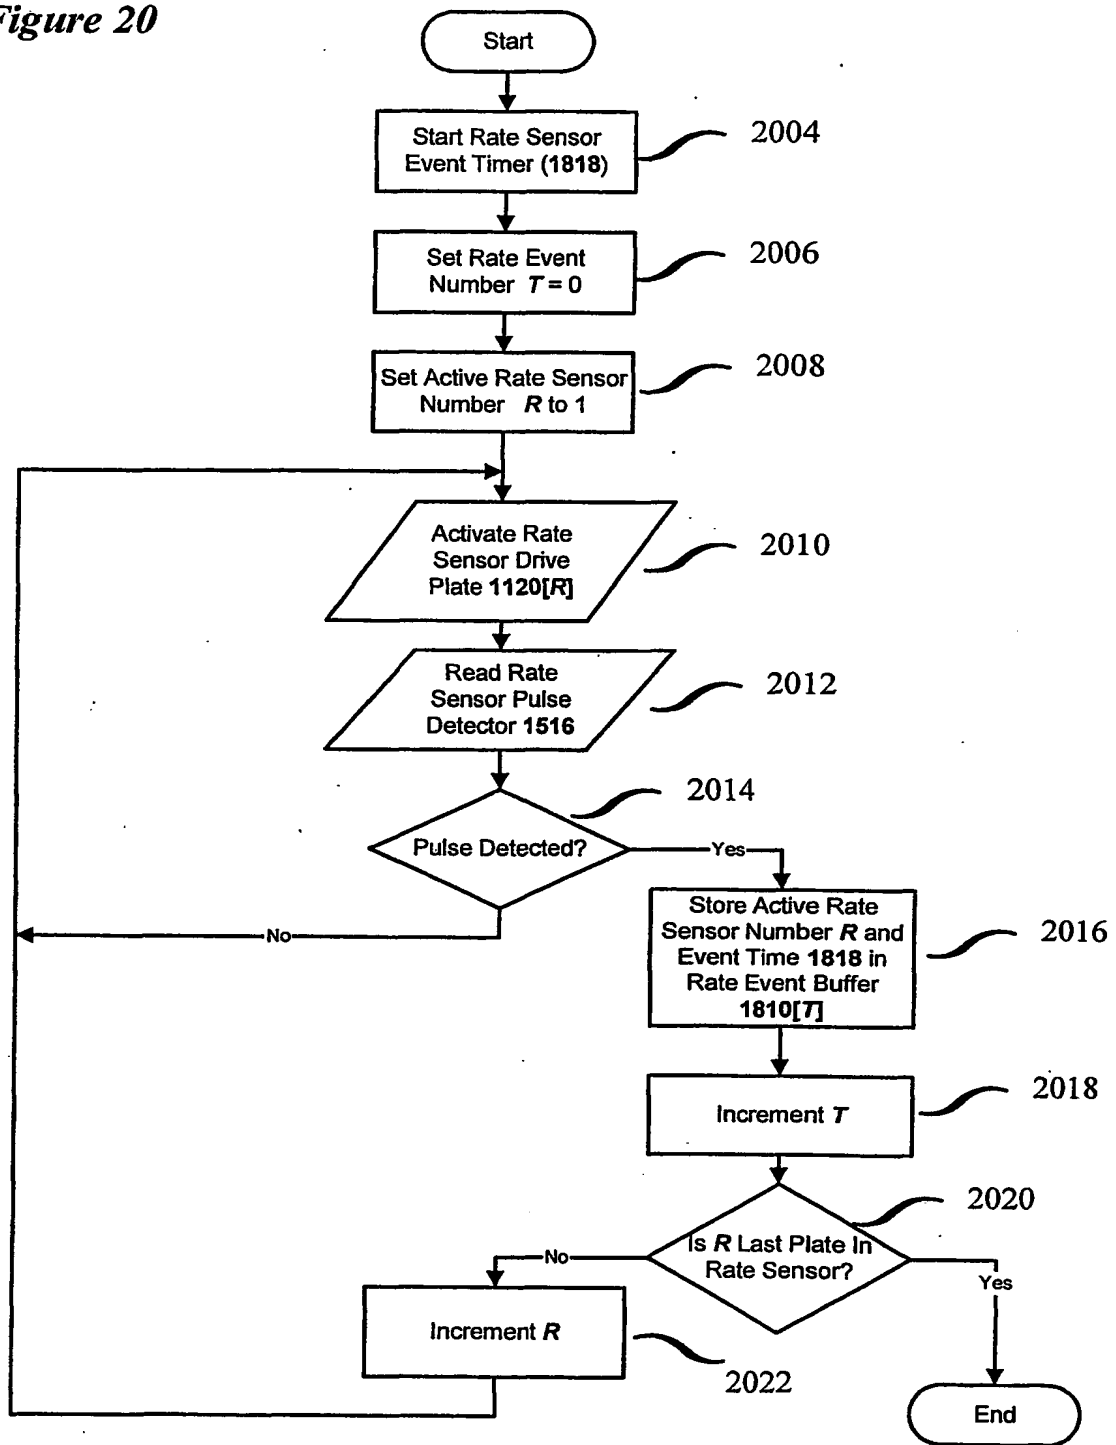 Figure 20
Start
Start Rate Sensor
Event Timer (1818)
2004
Set Rate Event
Number T = 0
2006
Set Active Rate Sensor
Number R to 1
2008
Activate Rate
Sensor Drive
Plate 1120[R]
2010
Read Rate
Sensor Pulse
Detector 1516
2012
2014
Pulse Detected?
Yes
No
Store Active Rate
Sensor Number R and
Event Time 1818 in
Rate Event Buffer
1810[T]
2016
Increment T
2018
2020
Is R Last Plate In
Rate Sensor?
No
Yes
Increment R
2022
End